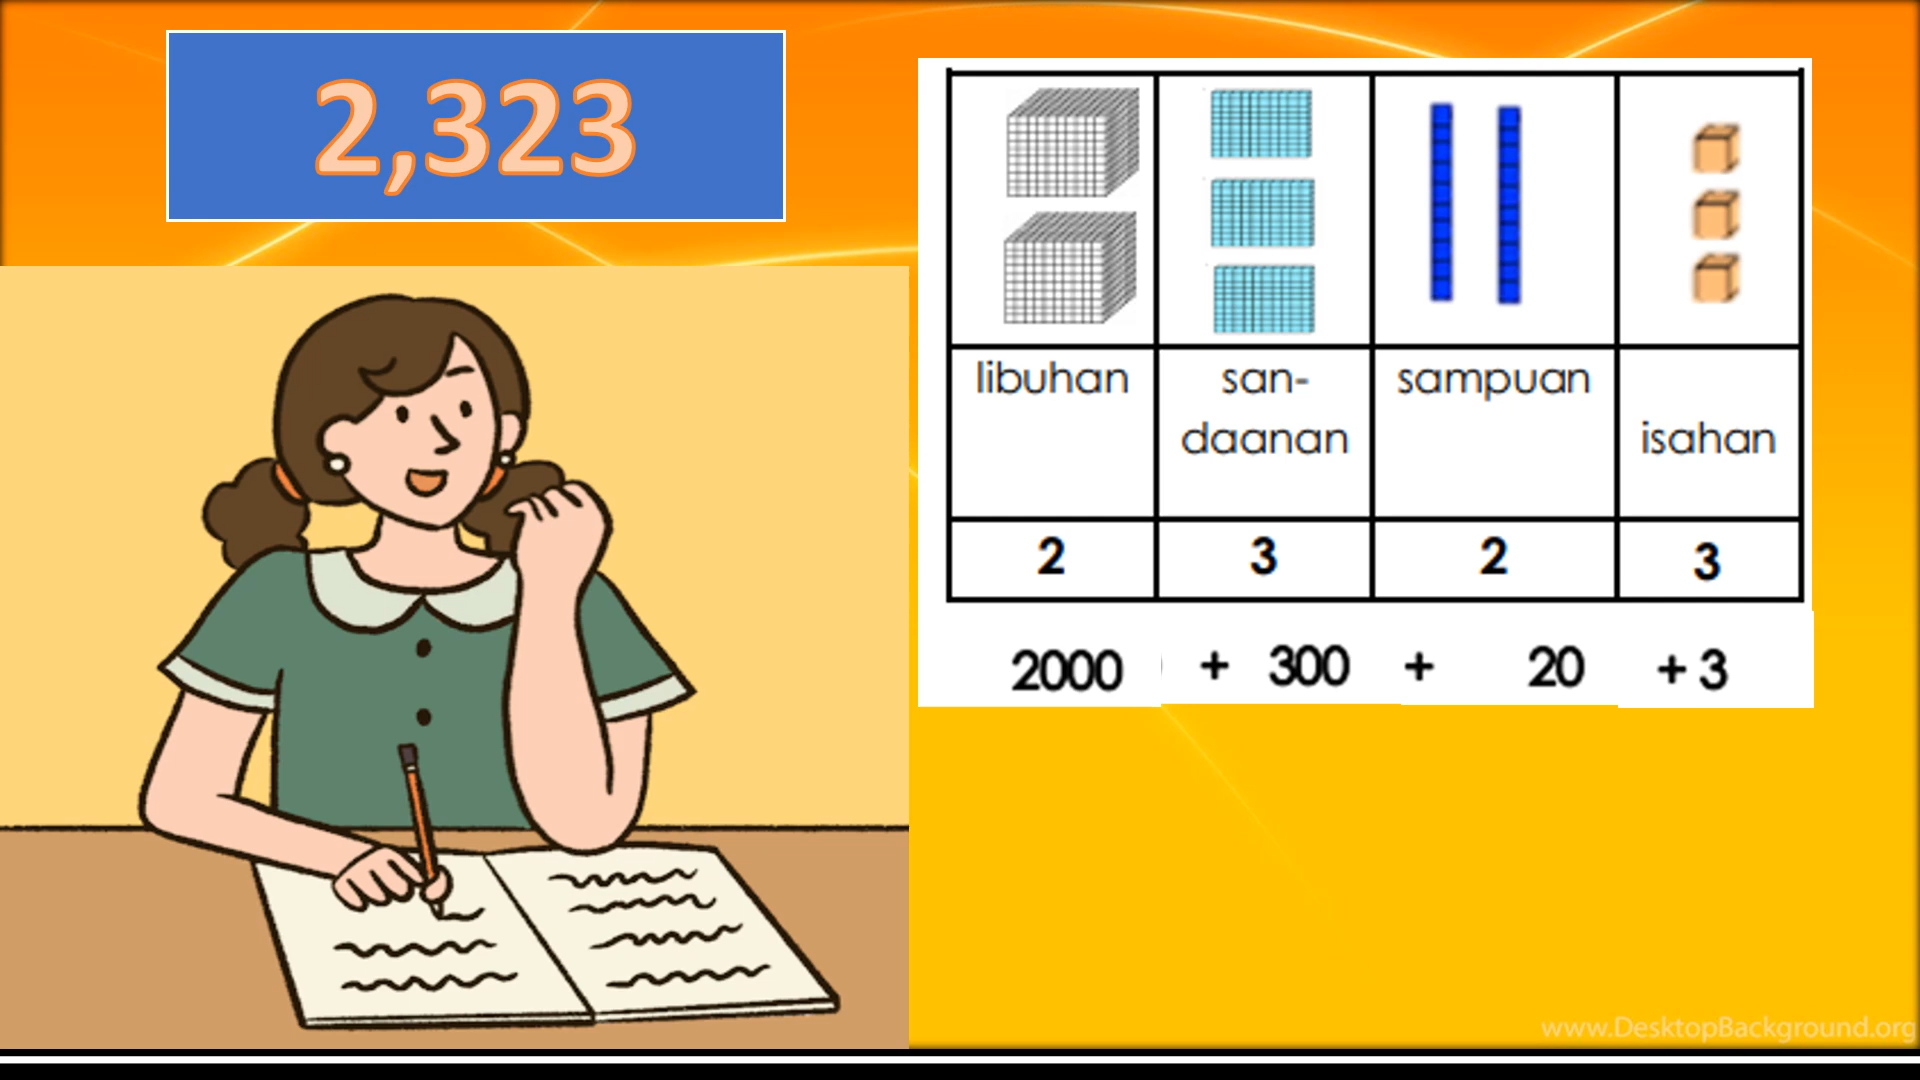 2,323
libuhan
san-
daanan
sampuan
isahan
2 3 2 3
2000 + 300 + 20 + 3
www.DesktopBackground.org